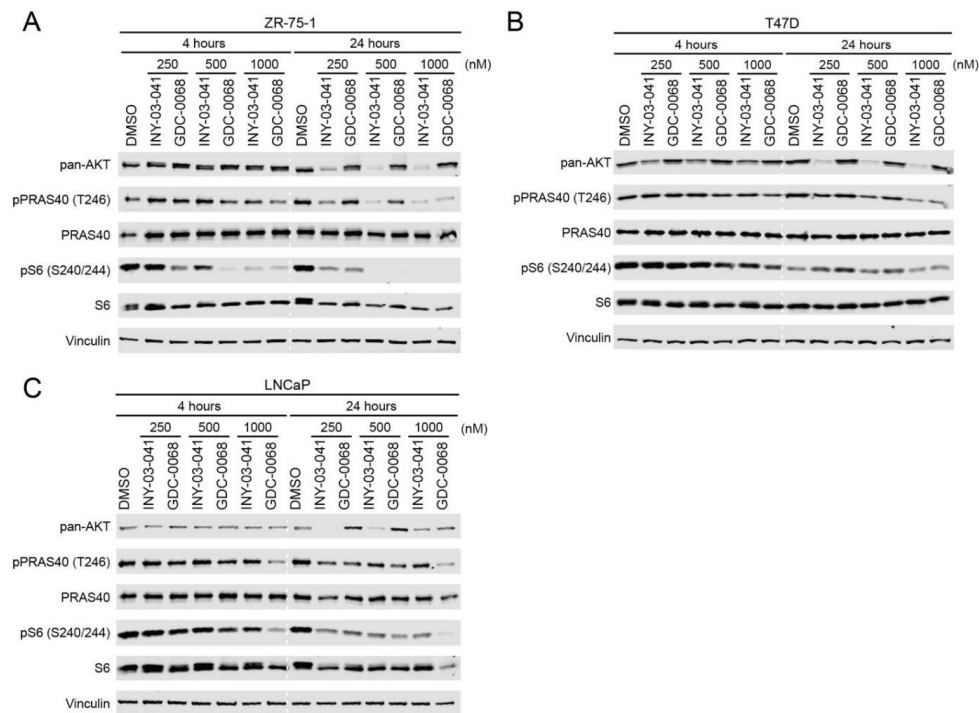 A
ZR-75-1
4 hours 24 hours
250 500 1000 250 500 1000 (nM)
DMSO INY-03-041 GDC-0068 INY-03-041 GDC-0068 INY-03-041 GDC-0068 DMSO INY-03-041 GDC-0068 INY-03-041 GDC-0068 INY-03-041 GDC-0068
pan-AKT
pPRAS40 (T246)
PRAS40
pS6 (S240/244)
S6
Vinculin
B
T47D
4 hours 24 hours
250 500 1000 250 500 1000 (nM)
DMSO INY-03-041 GDC-0068 INY-03-041 GDC-0068 INY-03-041 GDC-0068 DMSO INY-03-041 GDC-0068 INY-03-041 GDC-0068 INY-03-041 GDC-0068
pan-AKT
pPRAS40 (T246)
PRAS40
pS6 (S240/244)
S6
Vinculin
C
LNCaP
4 hours 24 hours
250 500 1000 250 500 1000 (nM)
DMSO INY-03-041 GDC-0068 INY-03-041 GDC-0068 INY-03-041 GDC-0068 DMSO INY-03-041 GDC-0068 INY-03-041 GDC-0068 INY-03-041 GDC-0068
pan-AKT
pPRAS40 (T246)
PRAS40
pS6 (S240/244)
S6
Vinculin